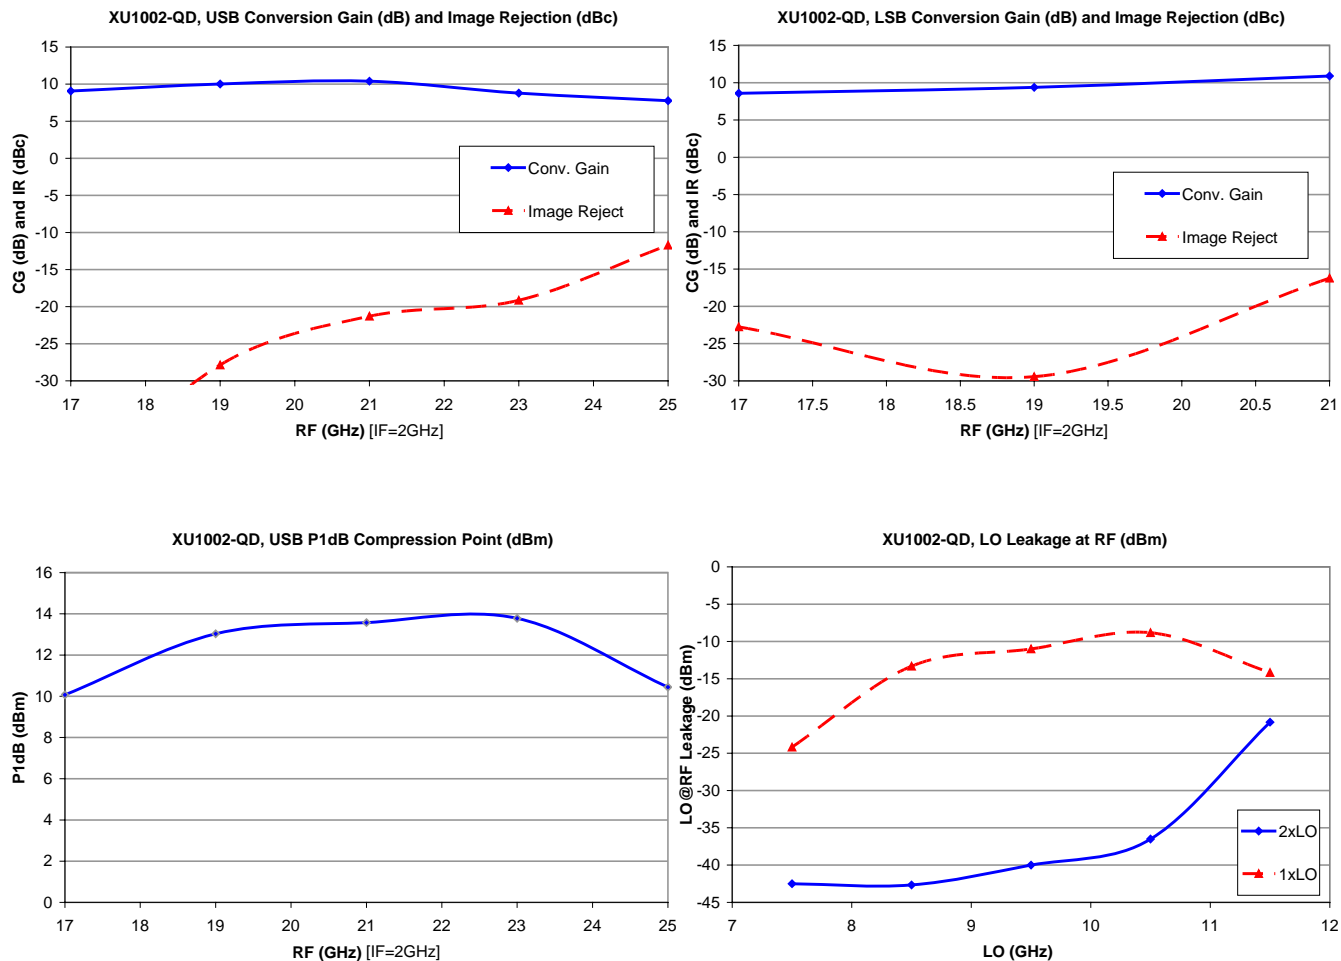 XU1002-QD, USB Conversion Gain (dB) and Image Rejection (dBc)
15
10
5
0
-5
-10
-15
-20
-25
-30
CG (dB) and IR (dBc)
Conv. Gain
Image Reject
17 18 19 20 21 22 23 24 25
RF (GHz) [IF=2GHz]
XU1002-QD, LSB Conversion Gain (dB) and Image Rejection (dBc)
15
10
5
0
-5
-10
-15
-20
-25
-30
CG (dB) and IR (dBc)
Conv. Gain
Image Reject
17 17.5 18 18.5 19 19.5 20 20.5 21
RF (GHz) [IF=2GHz]
XU1002-QD, USB P1dB Compression Point (dBm)
16
14
12
10
8
6
4
2
0
P1dB (dBm)
17 18 19 20 21 22 23 24 25
RF (GHz) [IF=2GHz]
XU1002-QD, LO Leakage at RF (dBm)
0
-5
-10
-15
-20
-25
-30
-35
-40
-45
LO@RF Leakage (dBm)
2xLO
1xLO
7 8 9 10 11 12
LO (GHz)